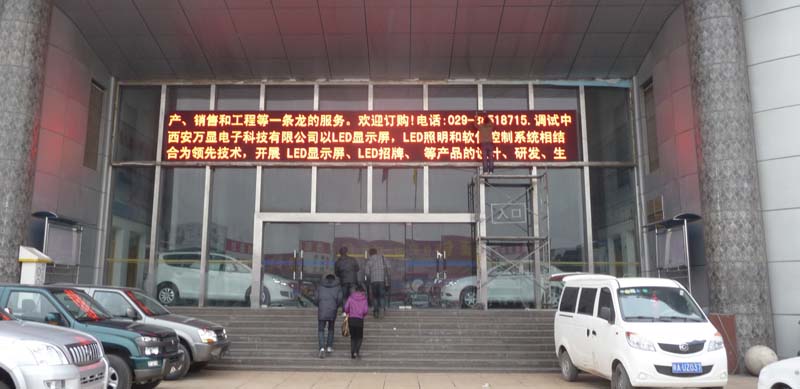 产、销售和工程等一条龙的服务。欢迎订购!电话:029- 518715.调试中
西安万显电子科技有限公司以LED显示屏,LED照明和软件控制系统相结
合为领先技术,开展 LED显示屏、LED招牌、 等产品的设计、研发、生
入口